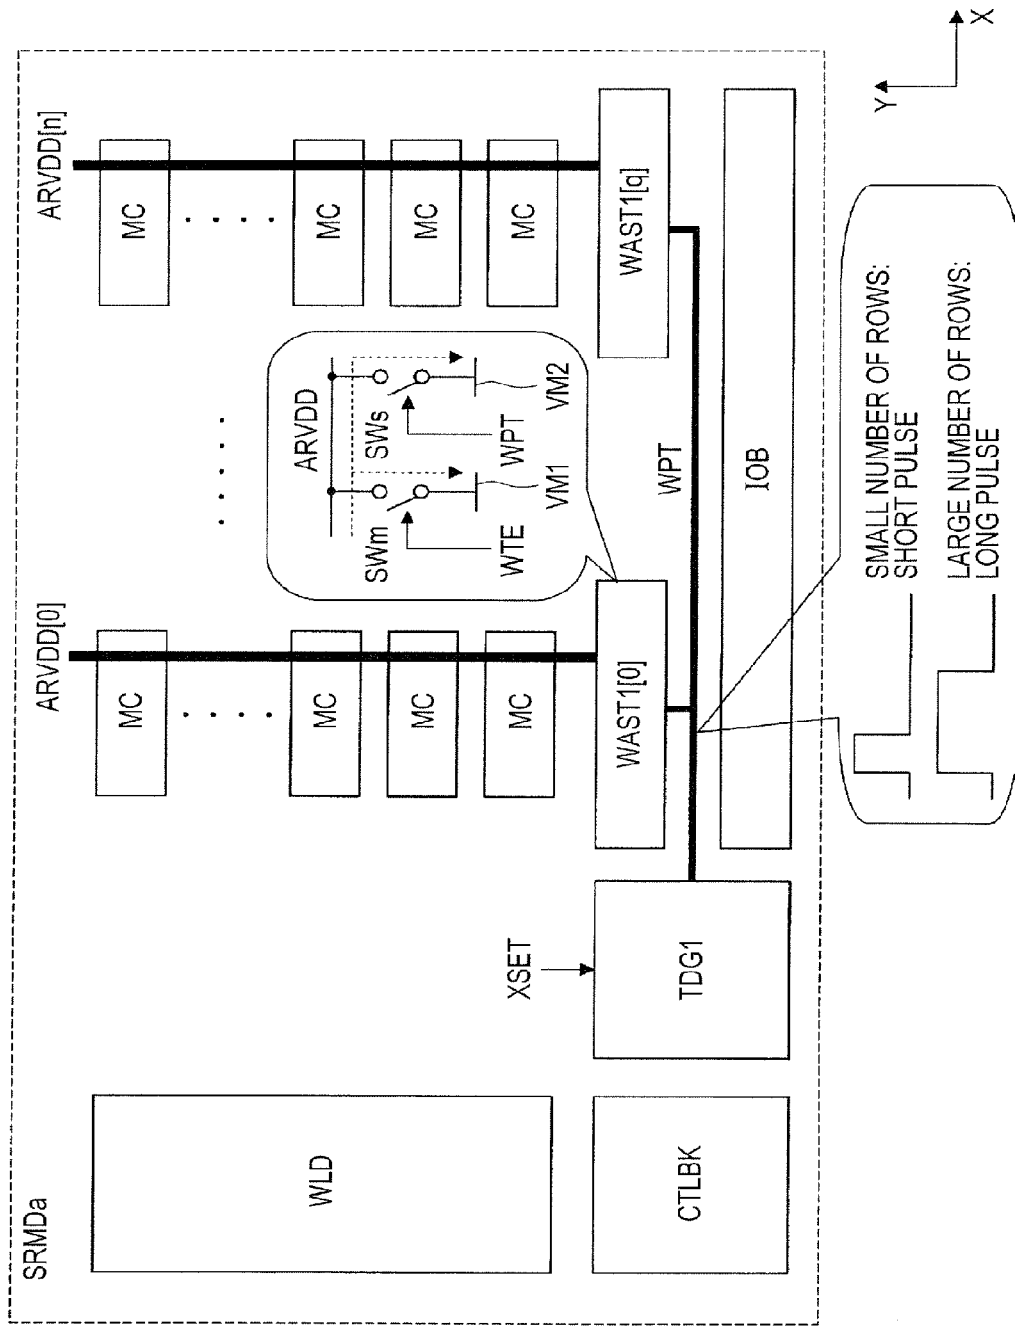 SRMDa
WLD
CTLBK
XSET
TDG1
ARVDD[0]
MC
MC
MC
MC
WAST1[0]
ARVDD
SWm
SWs
WTE
WPT
VM1
VM2
ARVDD[n]
MC
MC
MC
MC
WAST1[q]
WPT
IOB
SMALL NUMBER OF ROWS:
SHORT PULSE
LARGE NUMBER OF ROWS:
LONG PULSE
Y
X